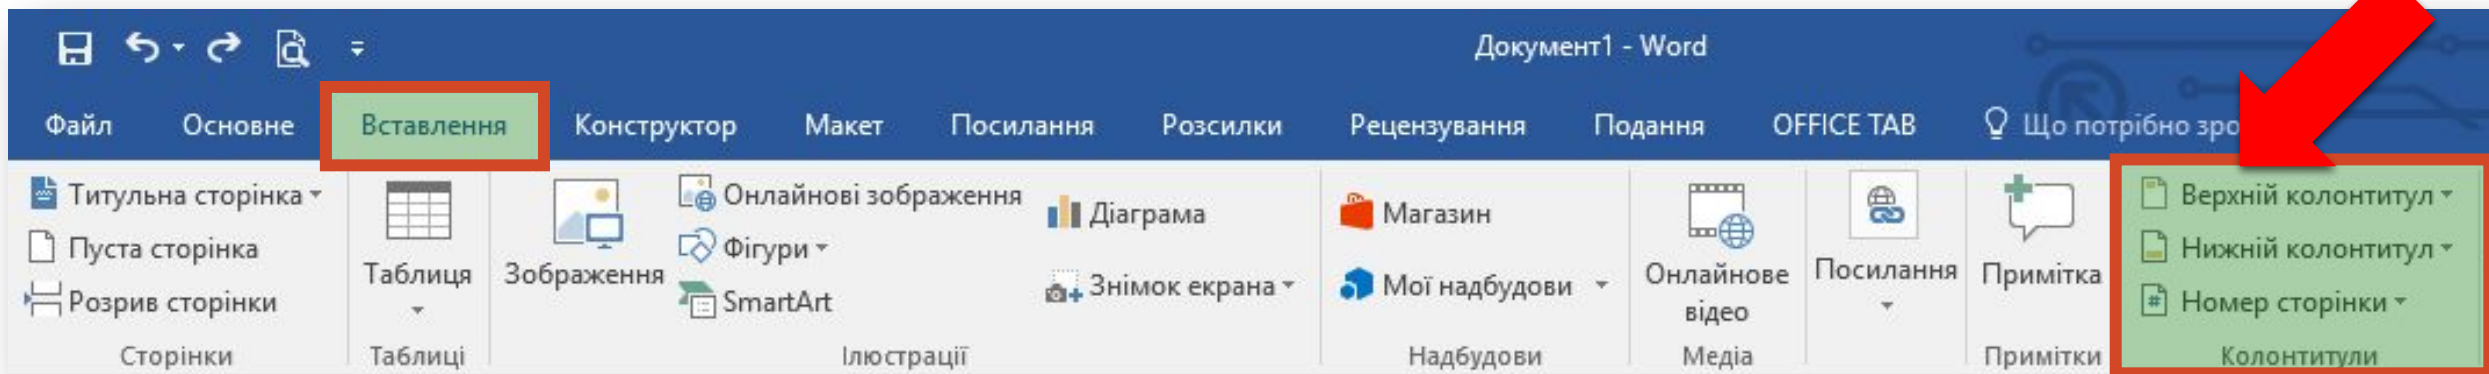 Документ1 - Word
Файл Основне Вставлення Конструктор Макет Посилання Розсилки Рецензування Подання OFFICE TAB Що потрібно зро
Титульна сторінка
Пуста сторінка
Розрив сторінки
Сторінки
Таблиця
Таблиці
Зображення
Онлайнові зображення
Фігури
SmartArt
Діаграма
Знімок екрана
Ілюстрації
Магазин
Мої надбудови
Надбудови
Онлайнове
відео
Медіа
Посилання
Примітка
Примітки
Верхній колонтитул
Нижній колонтитул
# Номер сторінки
Колонтитули